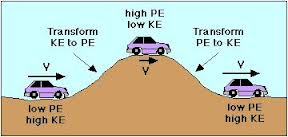 high PE
low KE
Transform
KE to PE
Transform
PE to KE
V
V
V
low PE
high KE
low PE
high KE